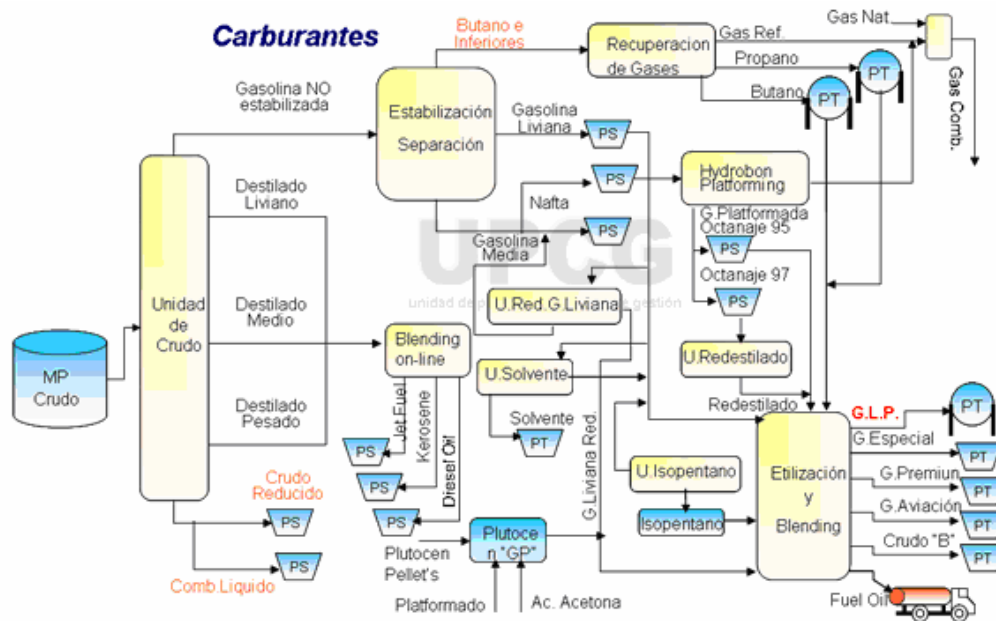 Carburantes
Butano e
Inferiores
Gas Nat.
Gas Ref.
Recuperacion
de Gases
Propano
PT
Butano
PT
Gas Comb.
Gasolina NO
estabilizada
Estabilización
Separación
Gasolina
Liviana
PS
PS
Hydrobon
Platforming
Nafta
PS
Gasolina
Media
G.Platformada
Octanaje 95
PS
Octanaje 97
PS
UPCG
unidad de
gestión
Destilado
Liviano
U.Red.G.Liviana
Unidad
de
Crudo
Destilado
Medio
Blending
on-line
U.Redestilado
MP
Crudo
U.Solvente
Redestilado
Solvente
PT
G.L.P.
PT
Destilado
Pesado
Jet Fuel
Kerosene
Diesel Oil
PS
PS
PS
G.Liviana Red.
G.Especial
PT
U.Isopentano
Etilización
y
Blending
G.Premiun
PT
Crudo
Reducido
PS
Isopentano
G.Aviación
PT
Plutocen
Pellet's
Plutoce
n "GP"
Crudo "B"
PT
PS
Comb.Liquido
Platformado
Ac. Acetona
Fuel Oil